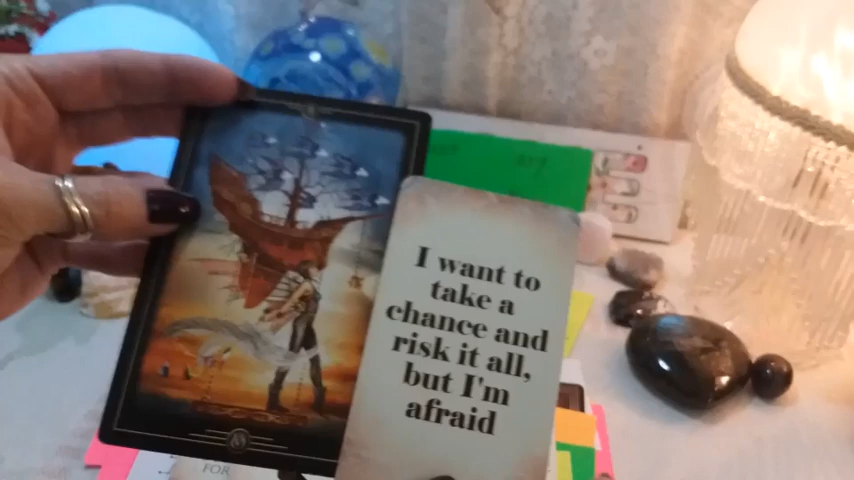 I want to
take a
chance and
risk it all,
but I'm
afraid
FOR